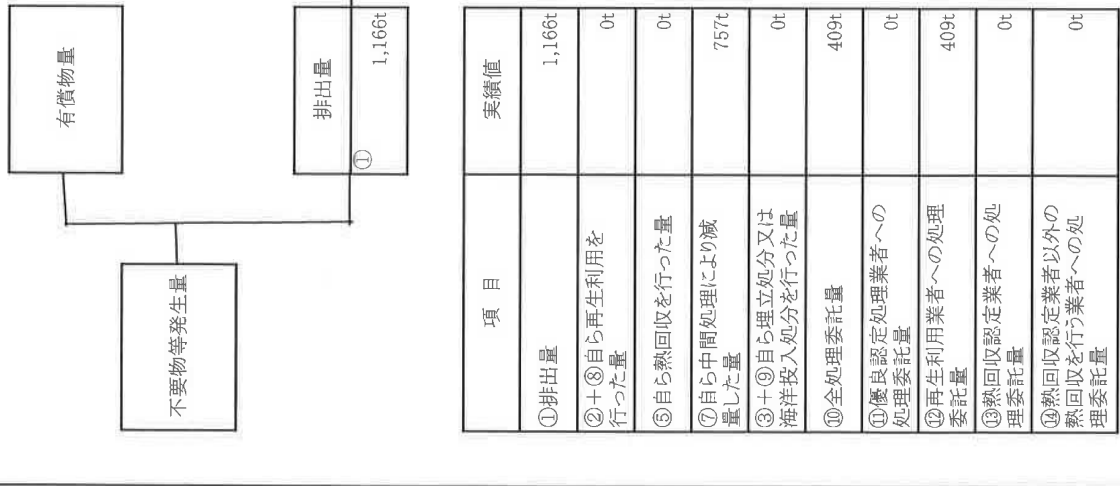 有償物量
不要物等発生量
排出量
①
1,166t
項 目
実績値
①排出量
1,166t
②+⑧自ら再生利用を
行った量
0t
⑤自ら熱回収を行った量
0t
⑦自ら中間処理により減
量した量
757t
③+⑨自ら埋立処分又は
海洋投入処分を行った量
0t
⑩全処理委託量
409t
⑪優良認定処理業者への
処理委託量
0t
⑫再生利用業者への処理
委託量
409t
⑬熱回収認定業者への処
理委託量
0t
⑭熱回収認定業者以外の
熱回収を行う業者への処
理委託量
0t